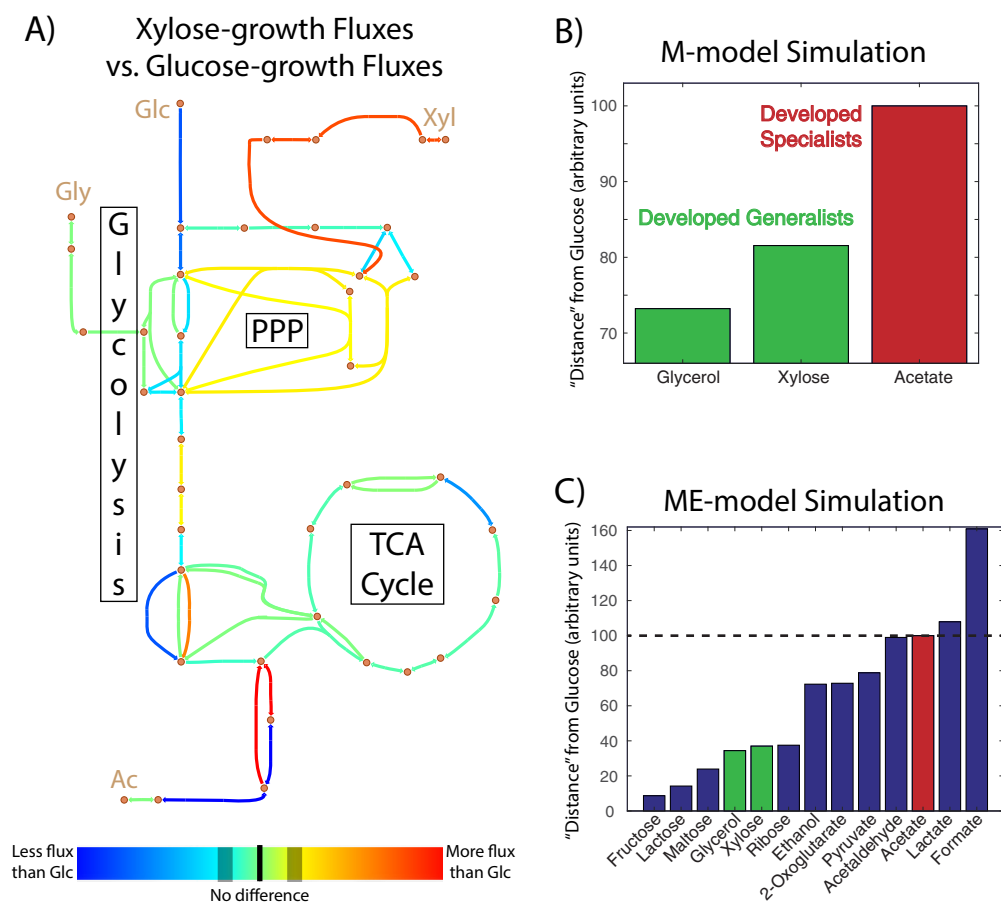 A)
Xylose-growth Fluxes
vs. Glucose-growth Fluxes
Glc
Xyl
Gly
Glycolysis
PPP
TCA
Cycle
Ac
Less flux
than Glc
More flux
than Glc
No difference
B)
M-model Simulation
"Distance" from Glucose (arbitrary units)
100
90
80
70
Developed
Specialists
Developed Generalists
Glycerol
Xylose
Acetate
C)
ME-model Simulation
"Distance" from Glucose (arbitrary units)
160
140
120
100
80
60
40
20
0
Fructose
Lactose
Maltose
Glycerol
Xylose
Ribose
Ethanol
2-Oxoglutarate
Pyruvate
Acetaldehyde
Acetate
Lactate
Formate